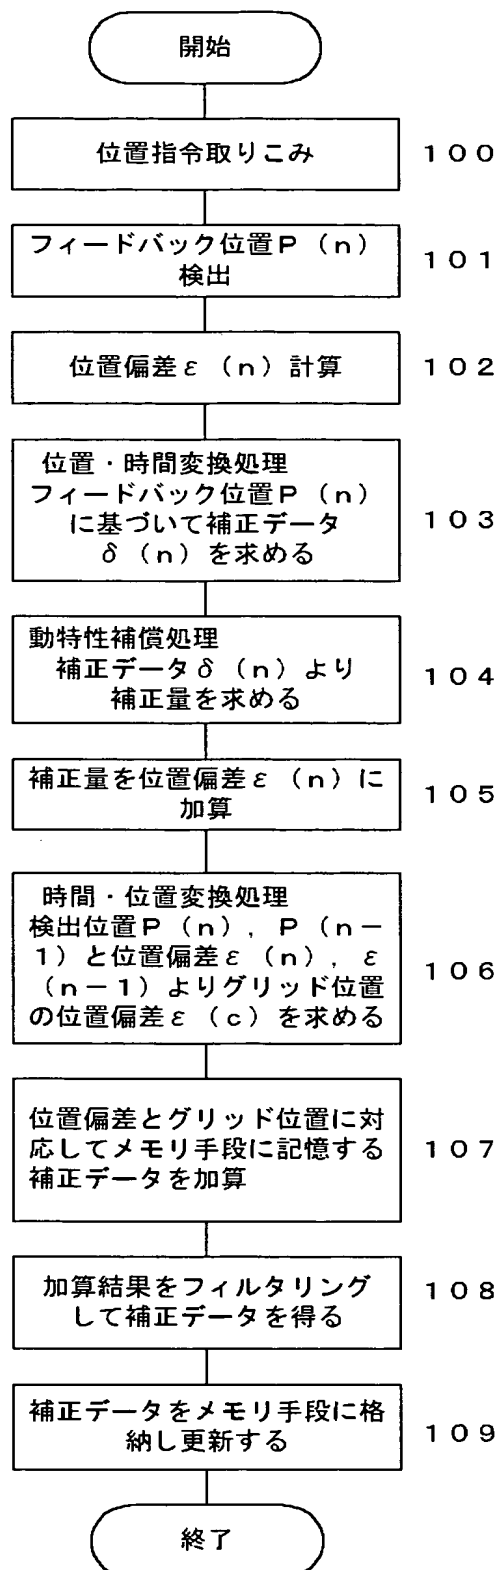 開始
位置指令取りこみ
100
フィードバック位置P(n)
検出
101
位置偏差ε(n)計算
102
位置・時間変換処理
フィードバック位置P(n)
に基づいて補正データ
δ(n)を求める
103
動特性補償処理
補正データδ(n)より
補正量を求める
104
補正量を位置偏差ε(n)に
加算
105
時間・位置変換処理
検出位置P(n),P(n-
1)と位置偏差ε(n),ε
(n-1)よりグリッド位置
の位置偏差ε(c)を求める
106
位置偏差とグリッド位置に対
応してメモリ手段に記憶する
補正データを加算
107
加算結果をフィルタリング
して補正データを得る
108
補正データをメモリ手段に格
納し更新する
109
終了